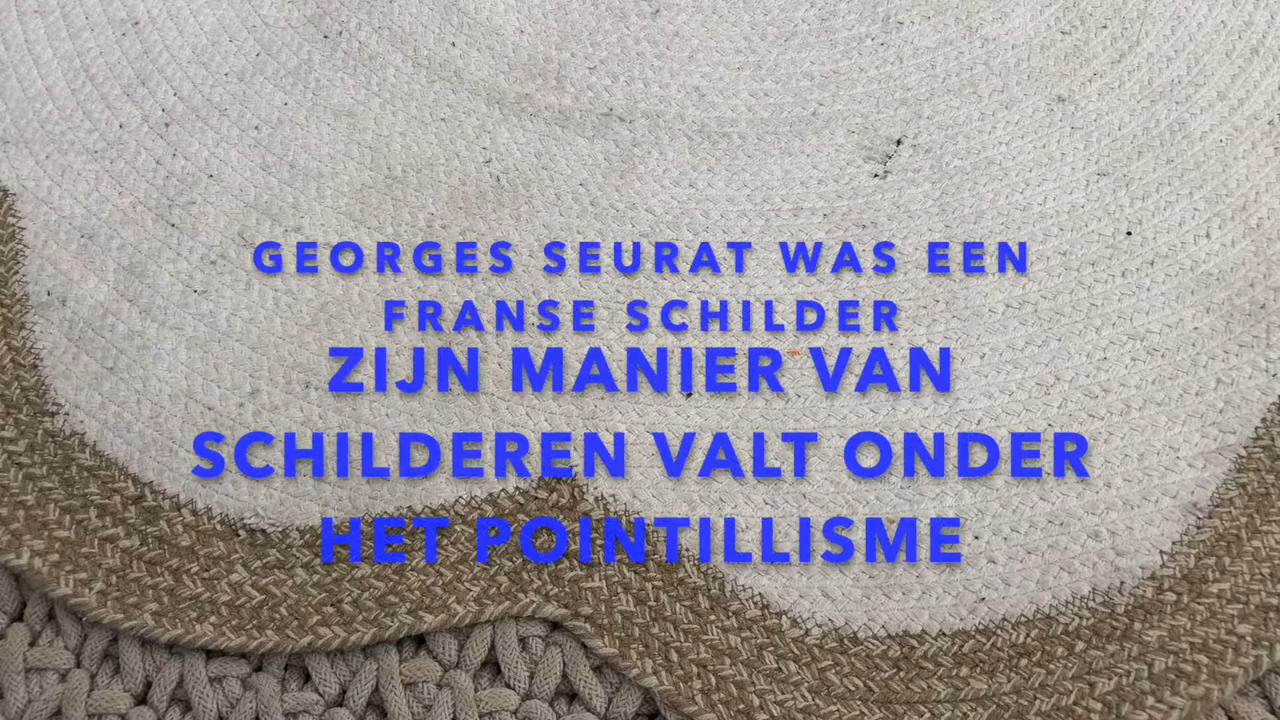 GEORGES SEURAT WAS EEN
FRANSE SCHILDER
ZIJN MANIER VAN
SCHILDEREN VALT ONDER
HET POINTILLISME